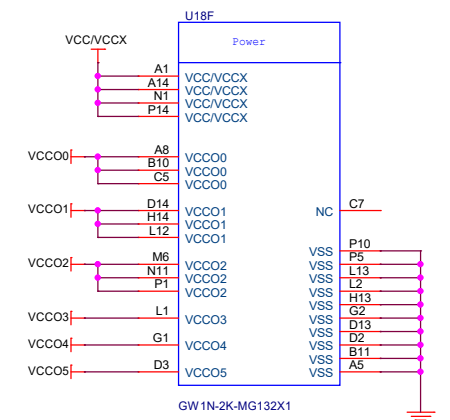 U18F
Power
VCC/VCCX
A1 VCC/VCCX
A14 VCC/VCCX
N1 VCC/VCCX
P14 VCC/VCCX
VCCO0 A8 VCCO0
B10 VCCO0
C5 VCCO0
VCCO1 D14 VCCO1 NC C7
H14 VCCO1
L12 VCCO1
VSS P10
VCCO2 M6 VCCO2 VSS P5
N11 VCCO2 VSS L13
P1 VCCO2 VSS L2
VSS H13
VCCO3 L1 VCCO3 VSS G2
VSS D13
VCCO4 G1 VCCO4 VSS D2
VSS B11
VCCO5 D3 VCCO5 VSS A5
GW1N-2K-MG132X1